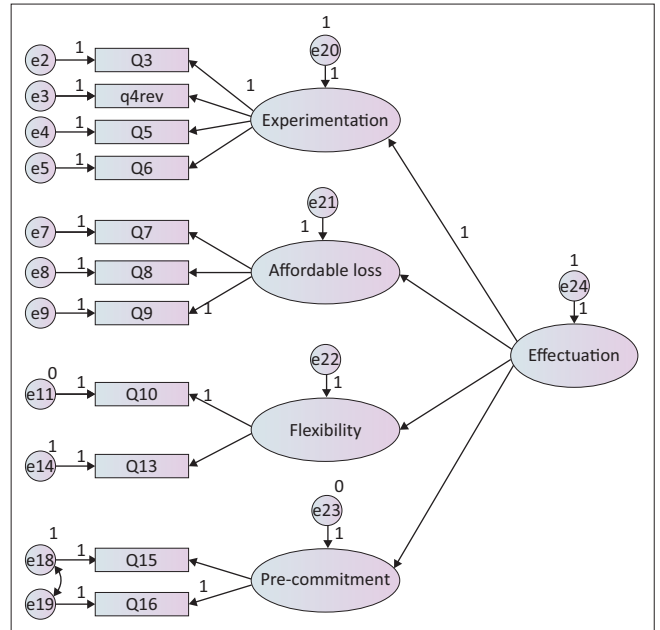 1
e20
e2 1 Q3 1
1
e3 1 q4rev
Experimentation
e4 1 Q5
e5 1 Q6
e21
e7 1 Q7 1
1
e8 1 Q8 Affordable loss
1
e24
e9 1 Q9 1
1
Effectuation
e22
0
e11 1 Q10 1 1
Flexibility
1
e14 1 Q13
0
e23
1 1
e18 1 Q15
Pre-commitment
e19 1 Q16 1